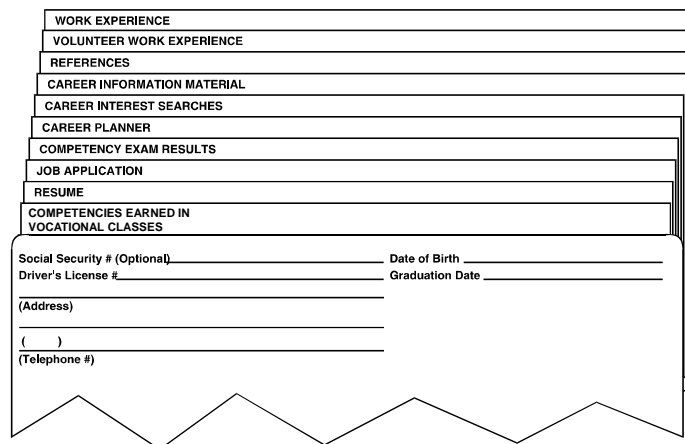 WORK EXPERIENCE
VOLUNTEER WORK EXPERIENCE
REFERENCES
CAREER INFORMATION MATERIAL
CAREER INTEREST SEARCHES
CAREER PLANNER
COMPETENCY EXAM RESULTS
JOB APPLICATION
RESUME
COMPETENCIES EARNED IN
VOCATIONAL CLASSES
Social Security # (Optional) Date of Birth
Driver's License # Graduation Date
(Address)
( )
(Telephone #)